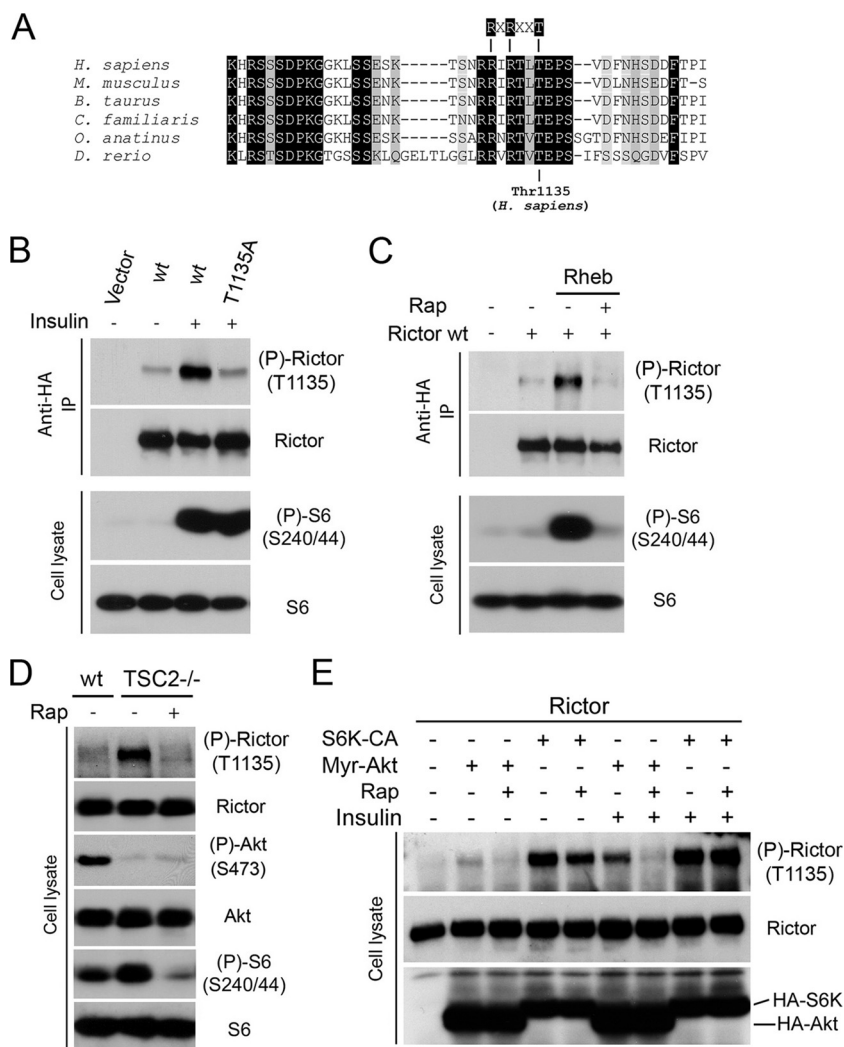 A
RXRXXT
H. sapiens KHRSSSDPKGGKLSSESK-----TSNRRIRTLTEPS--VDFNHSDDFTPI
M. musculus KHRSSSDPKGGKLSSENK-----TSNRRIRTLTEPS--VDLNHSEDFT-S
B. taurus KHRSSSDPKGGKLSSENK-----TSNRRIRTLTEPS--VDFNHSDDFTPI
C. familiaris KHRSSSDPKGGKLSSENK-----TNNRRIRTLTEPS--VDFNHSDDFTPI
O. anatinus KHRSSSDPKGGKHSSESK-----SSARRNRTVTEPSSGTDFNHSDEFIPI
D. rerio KLRSTSDPKGTGSSSKLQGELTLGGLRRVRTVTEPS-IFSSSQGDVFSPV
Thr1135
(H. sapiens)
B
Vector wt wt T1135A
Insulin - - + +
Anti-HA IP
(P)-Rictor
(T1135)
Rictor
Cell lysate
(P)-S6
(S240/44)
S6
C
Rheb
Rap - - - +
Rictor wt - + + +
Anti-HA IP
(P)-Rictor
(T1135)
Rictor
Cell lysate
(P)-S6
(S240/44)
S6
D
wt TSC2-/-
Rap - - +
Cell lysate
(P)-Rictor
(T1135)
Rictor
(P)-Akt
(S473)
Akt
(P)-S6
(S240/44)
S6
E
Rictor
S6K-CA - - - + + - - + +
Myr-Akt - + + - - + + - -
Rap - - + - + - + - +
Insulin - - - - - + + + +
Cell lysate
(P)-Rictor
(T1135)
Rictor
HA-S6K
HA-Akt